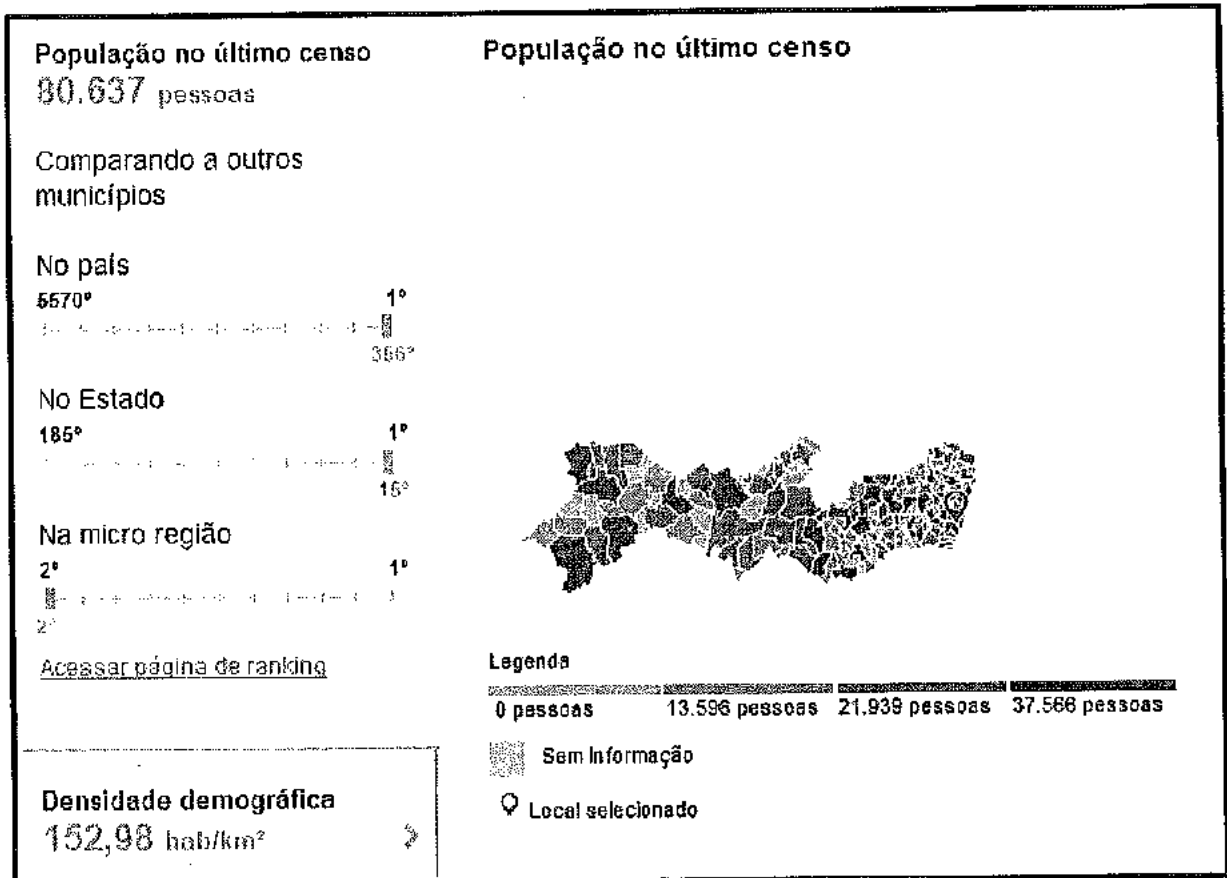 População no último censo
80.637 pessoas
Comparando a outros
municípios
No país
5570º 1º
356º
No Estado
185º 1º
15º
Na micro região
2º 1º
2º
Acessar página de ranking
Densidade demográfica
152,98 hab/km²
População no último censo
Legenda
0 pessoas 13.596 pessoas 21.939 pessoas 37.566 pessoas
Sem Informação
Local selecionado